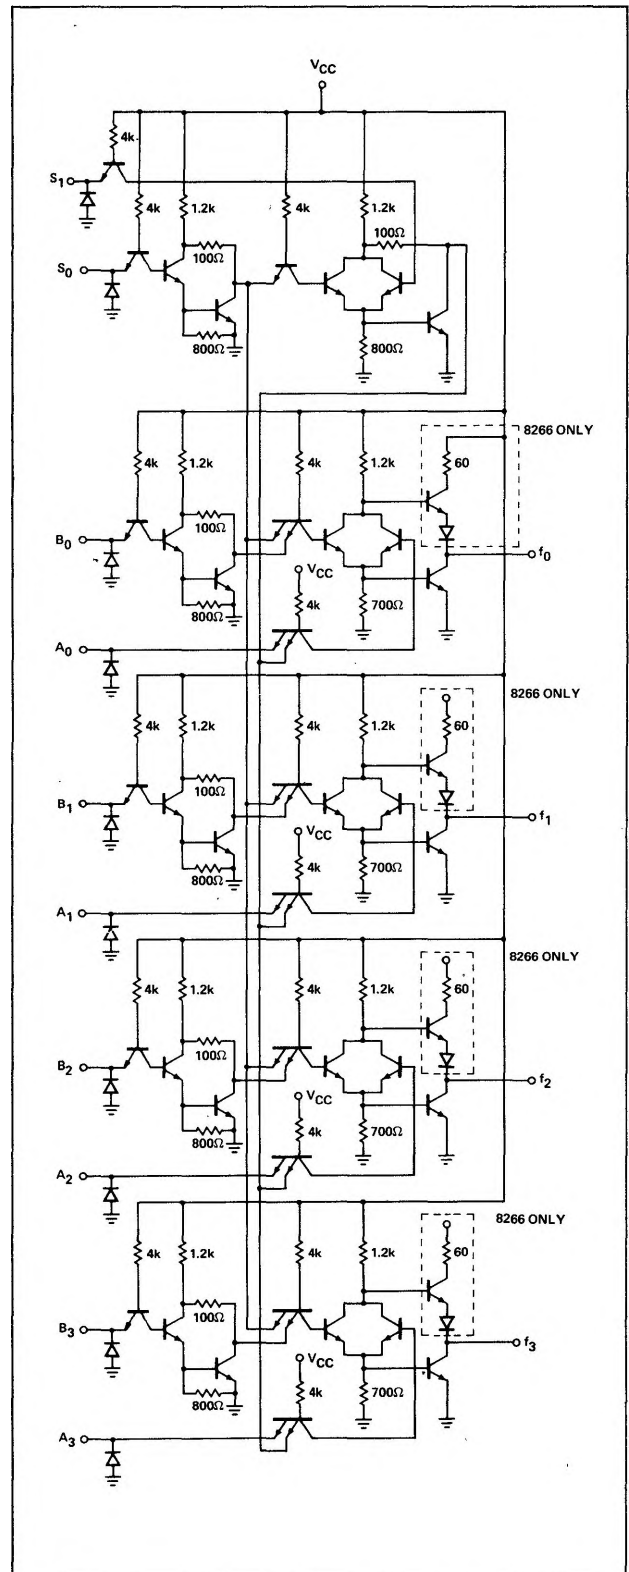 VCC
4k
S1
4k
1.2k
4k
1.2k
100Ω
100Ω
S0
800Ω
800Ω
8266 ONLY
4k
1.2k
4k
1.2k
60
100Ω
B0
f0
VCC
4k
700Ω
800Ω
A0
8266 ONLY
4k
1.2k
4k
1.2k
60
100Ω
B1
f1
VCC
4k
700Ω
800Ω
A1
8266 ONLY
4k
1.2k
4k
1.2k
60
100Ω
B2
f2
VCC
4k
700Ω
800Ω
A2
8266 ONLY
4k
1.2k
4k
1.2k
60
100Ω
B3
f3
VCC
4k
700Ω
800Ω
A3